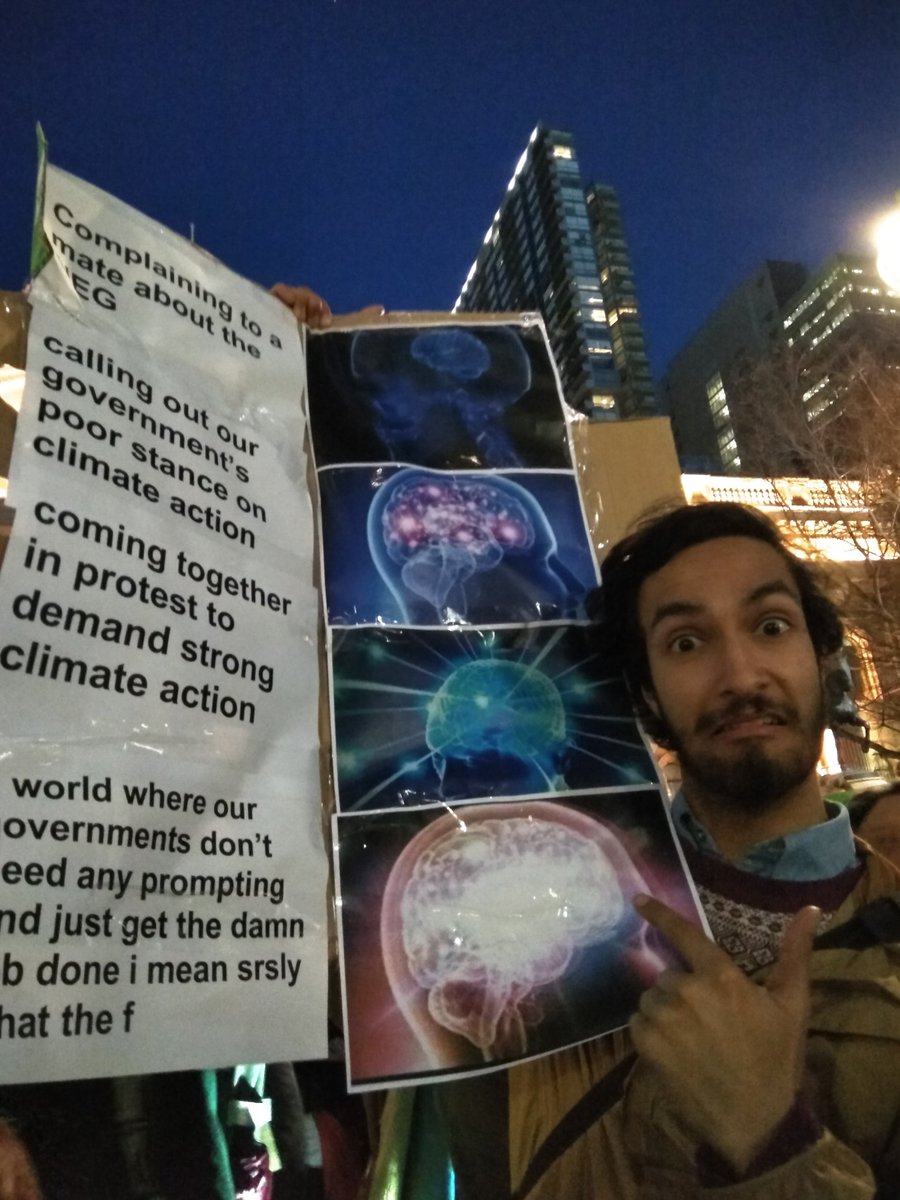 Complaining to a
mate about the
EG
calling out our
government's
poor stance on
climate action
coming together
in protest to
demand strong
climate action
world where our
overnments don't
eed any prompting
nd just get the damn
b done i mean srsly
hat the f